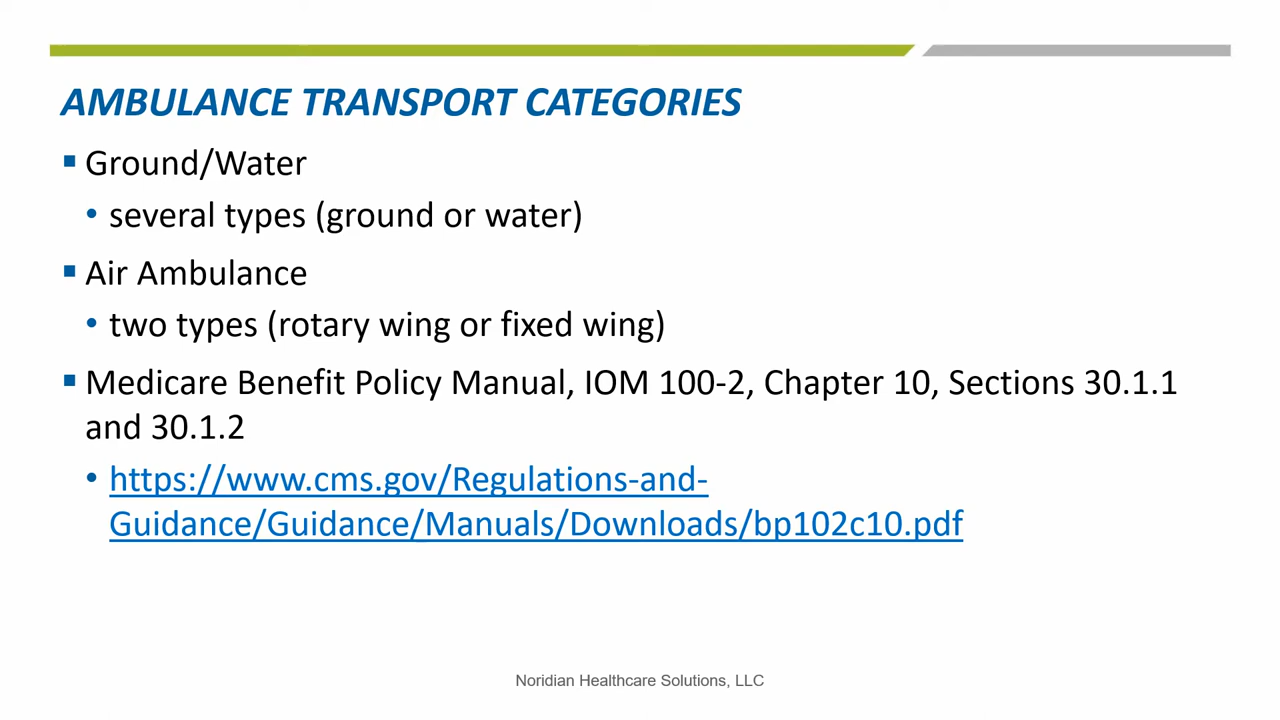 AMBULANCE TRANSPORT CATEGORIES
▪ Ground/Water
• several types (ground or water)
▪ Air Ambulance
• two types (rotary wing or fixed wing)
▪ Medicare Benefit Policy Manual, IOM 100-2, Chapter 10, Sections 30.1.1
and 30.1.2
• https://www.cms.gov/Regulations-and-
Guidance/Guidance/Manuals/Downloads/bp102c10.pdf
Noridian Healthcare Solutions, LLC